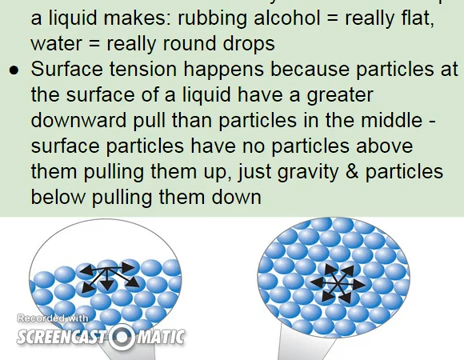 a liquid makes: rubbing alcohol = really flat,
water = really round drops
● Surface tension happens because particles at
the surface of a liquid have a greater
downward pull than particles in the middle -
surface particles have no particles above
them pulling them up, just gravity & particles
below pulling them down
Recorded with
SCREENCAST MATIC